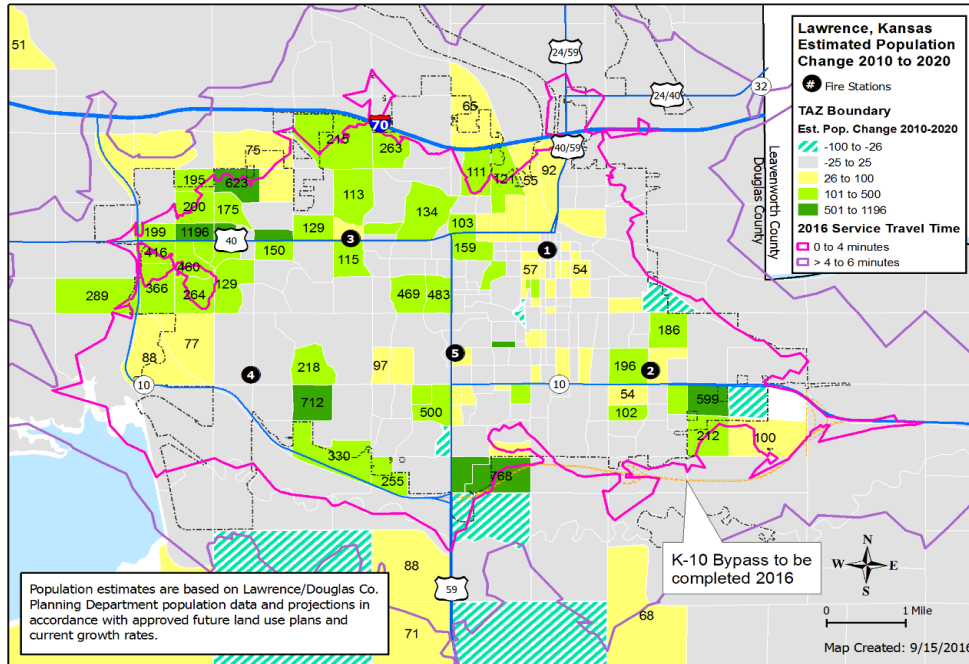 Lawrence, Kansas
Estimated Population
Change 2010 to 2020
# Fire Stations
TAZ Boundary
Est. Pop. Change 2010-2020
-100 to -26
-25 to 25
26 to 100
101 to 500
501 to 1196
2016 Service Travel Time
0 to 4 minutes
> 4 to 6 minutes
Leavenworth County
Douglas County
51
24/59
32
24/40
65
70
215
263
40/59
75
92
111
55
121
195
623
113
200
175
134
103
199
1196
40
129
3
1
150
159
416
115
460
57
54
289
366
264
129
469
483
186
77
5
88
218
97
196
2
4
10
10
54
599
712
500
102
212
100
330
768
255
K-10 Bypass to be
completed 2016
88
59
68
71
Population estimates are based on Lawrence/Douglas Co.
Planning Department population data and projections in
accordance with approved future land use plans and
current growth rates.
N
W E
S
0 1 Mile
Map Created: 9/15/2016